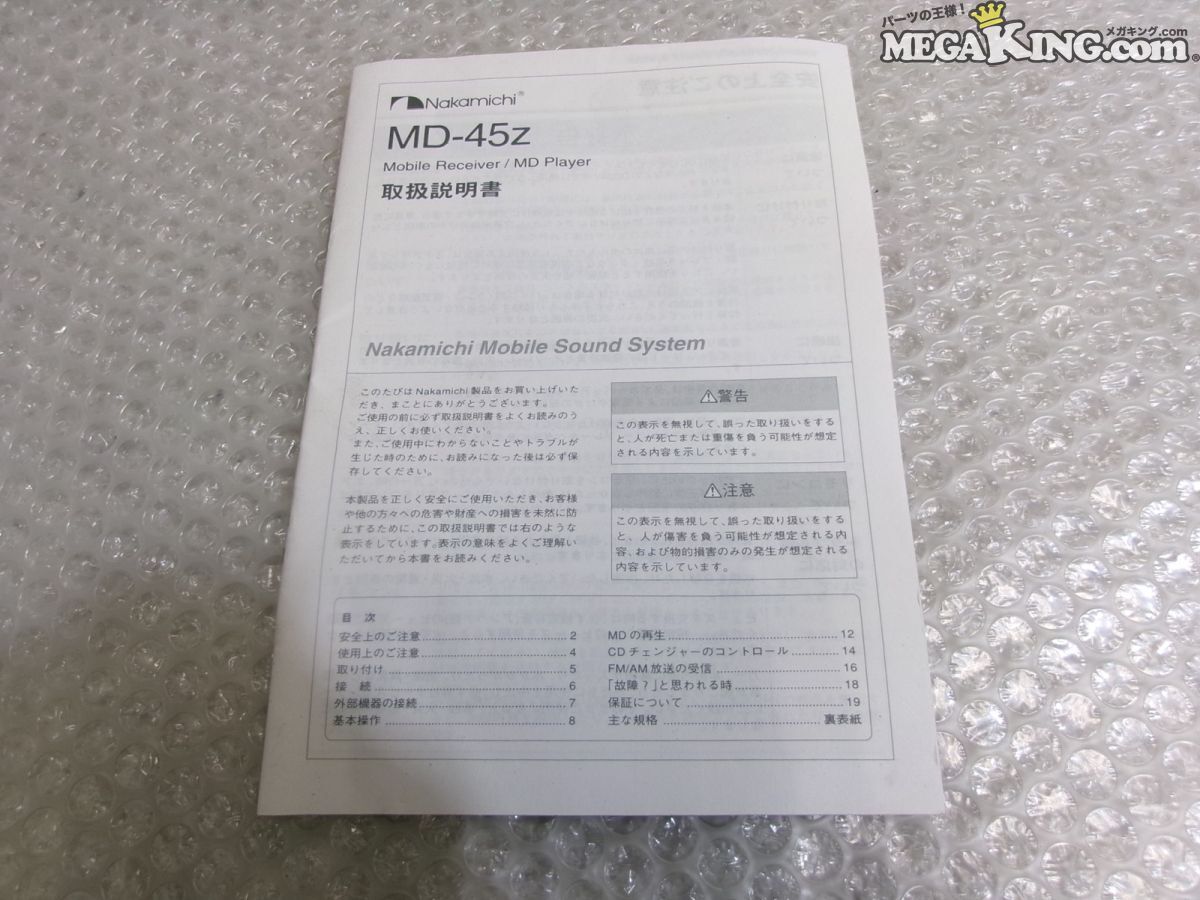 パーツの王様!
メガキング.com
MEGAKING.com®
Nakamichi®
MD-45z
Mobile Receiver / MD Player
取扱説明書
Nakamichi Mobile Sound System
このたびはNakamichi製品をお買い上げいた
だき、まことにありがとうございます。
ご使用の前に必ず取扱説明書をよくお読みのう
え、正しくお使いください。
また、ご使用中にわからないことやトラブルが
生じた時のために、お読みになった後は必ず保
存してください。
本製品を正しく安全にご使用いただき、お客様
や他の方々への危害や財産への損害を未然に防
止するために、この取扱説明書では右のような
表示をしています。表示の意味をよくご理解い
ただいてから本書をお読みください。
⚠警告
この表示を無視して、誤った取り扱いをする
と、人が死亡または重傷を負う可能性が想定
される内容を示しています。
⚠注意
この表示を無視して、誤った取り扱いをする
と、人が傷害を負う可能性が想定される内
容、および物的損害のみの発生が想定される
内容を示しています。
目 次
安全上のご注意 2
使用上のご注意 4
取り付け 5
接 続 6
外部機器の接続 7
基本操作 8
MDの再生 12
CDチェンジャーのコントロール 14
FM/AM放送の受信 16
「故障?」と思われる時 18
保証について 19
主な規格 裏表紙
安全上のご注意